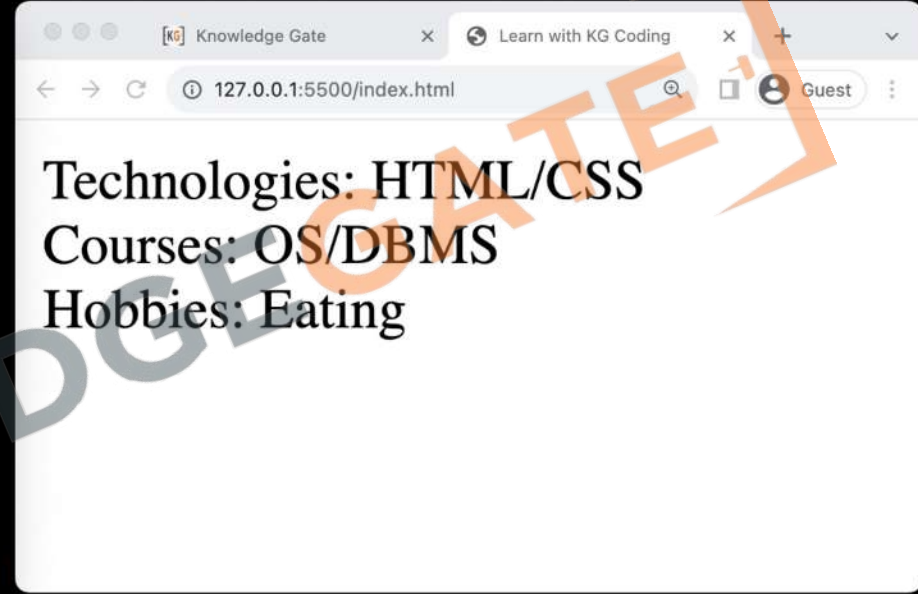 [KG] Knowledge Gate
Learn with KG Coding
127.0.0.1:5500/index.html
Guest
Technologies: HTML/CSS
Courses: OS/DBMS
Hobbies: Eating
DGEGATE